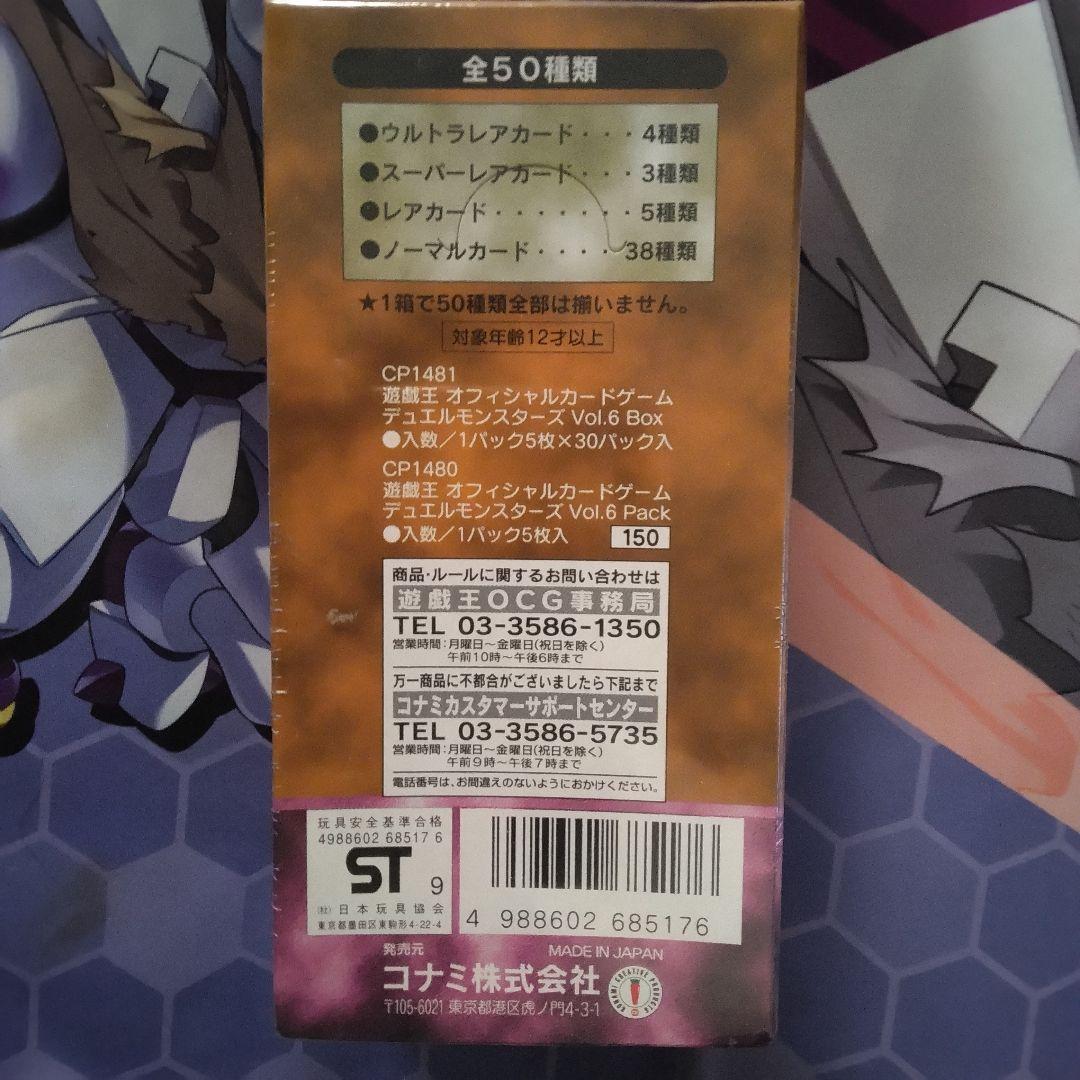 全50種類
●ウルトラレアカード・・・4種類
●スーパーレアカード・・・3種類
●レアカード・・・・・・・5種類
●ノーマルカード・・・・38種類
★1箱で50種類全部は揃いません。
対象年齢12才以上
CP1481
遊戯王 オフィシャルカードゲーム
デュエルモンスターズ Vol.6 Box
●入数/1パック5枚×30パック入
CP1480
遊戯王 オフィシャルカードゲーム
デュエルモンスターズ Vol.6 Pack
●入数/1パック5枚入 150
商品・ルールに関するお問い合わせは
遊戯王OCG事務局
TEL 03-3586-1350
営業時間:月曜日~金曜日(祝日を除く)
午前10時~午後6時まで
万一商品に不都合がございましたら下記まで
コナミカスタマーサポートセンター
TEL 03-3586-5735
営業時間:月曜日~金曜日(祝日を除く)
午前9時~午後7時まで
電話番号は、お間違えのないようにおかけください。
玩具安全基準合格
4988602 68517 6
ST 9
(社)日本玩具協会
東京都墨田区東駒形4-22-4
4 988602 685176
発売元
MADE IN JAPAN
コナミ株式会社
〒105-6021 東京都港区虎ノ門4-3-1
KONAMI CREATIVE PRODUCTS